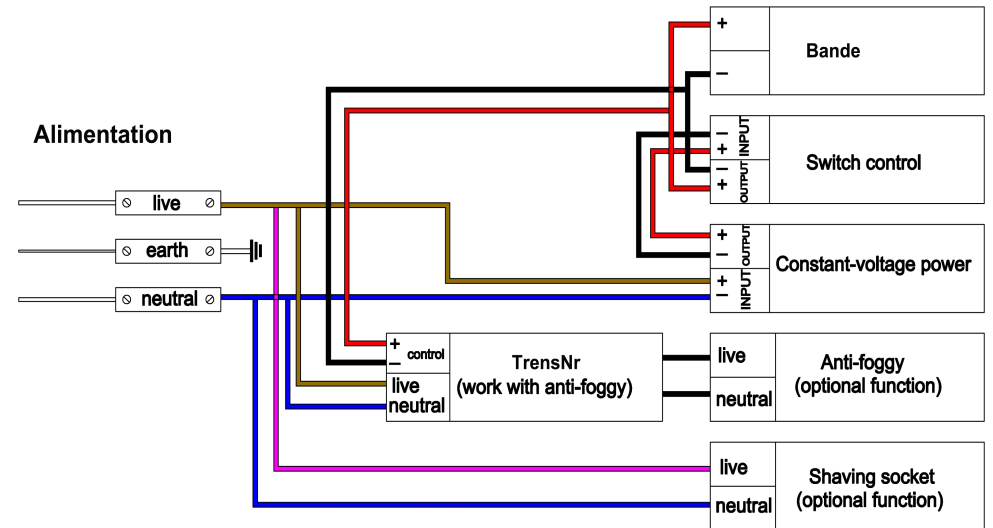 Alimentation
live
earth
neutral
+
−
Bande
− INPUT
+
− OUTPUT
+
Switch control
+ OUTPUT
−
+ INPUT
−
Constant-voltage power
+ control
−
live
neutral
TrensNr
(work with anti-foggy)
live
neutral
Anti-foggy
(optional function)
live
neutral
Shaving socket
(optional function)